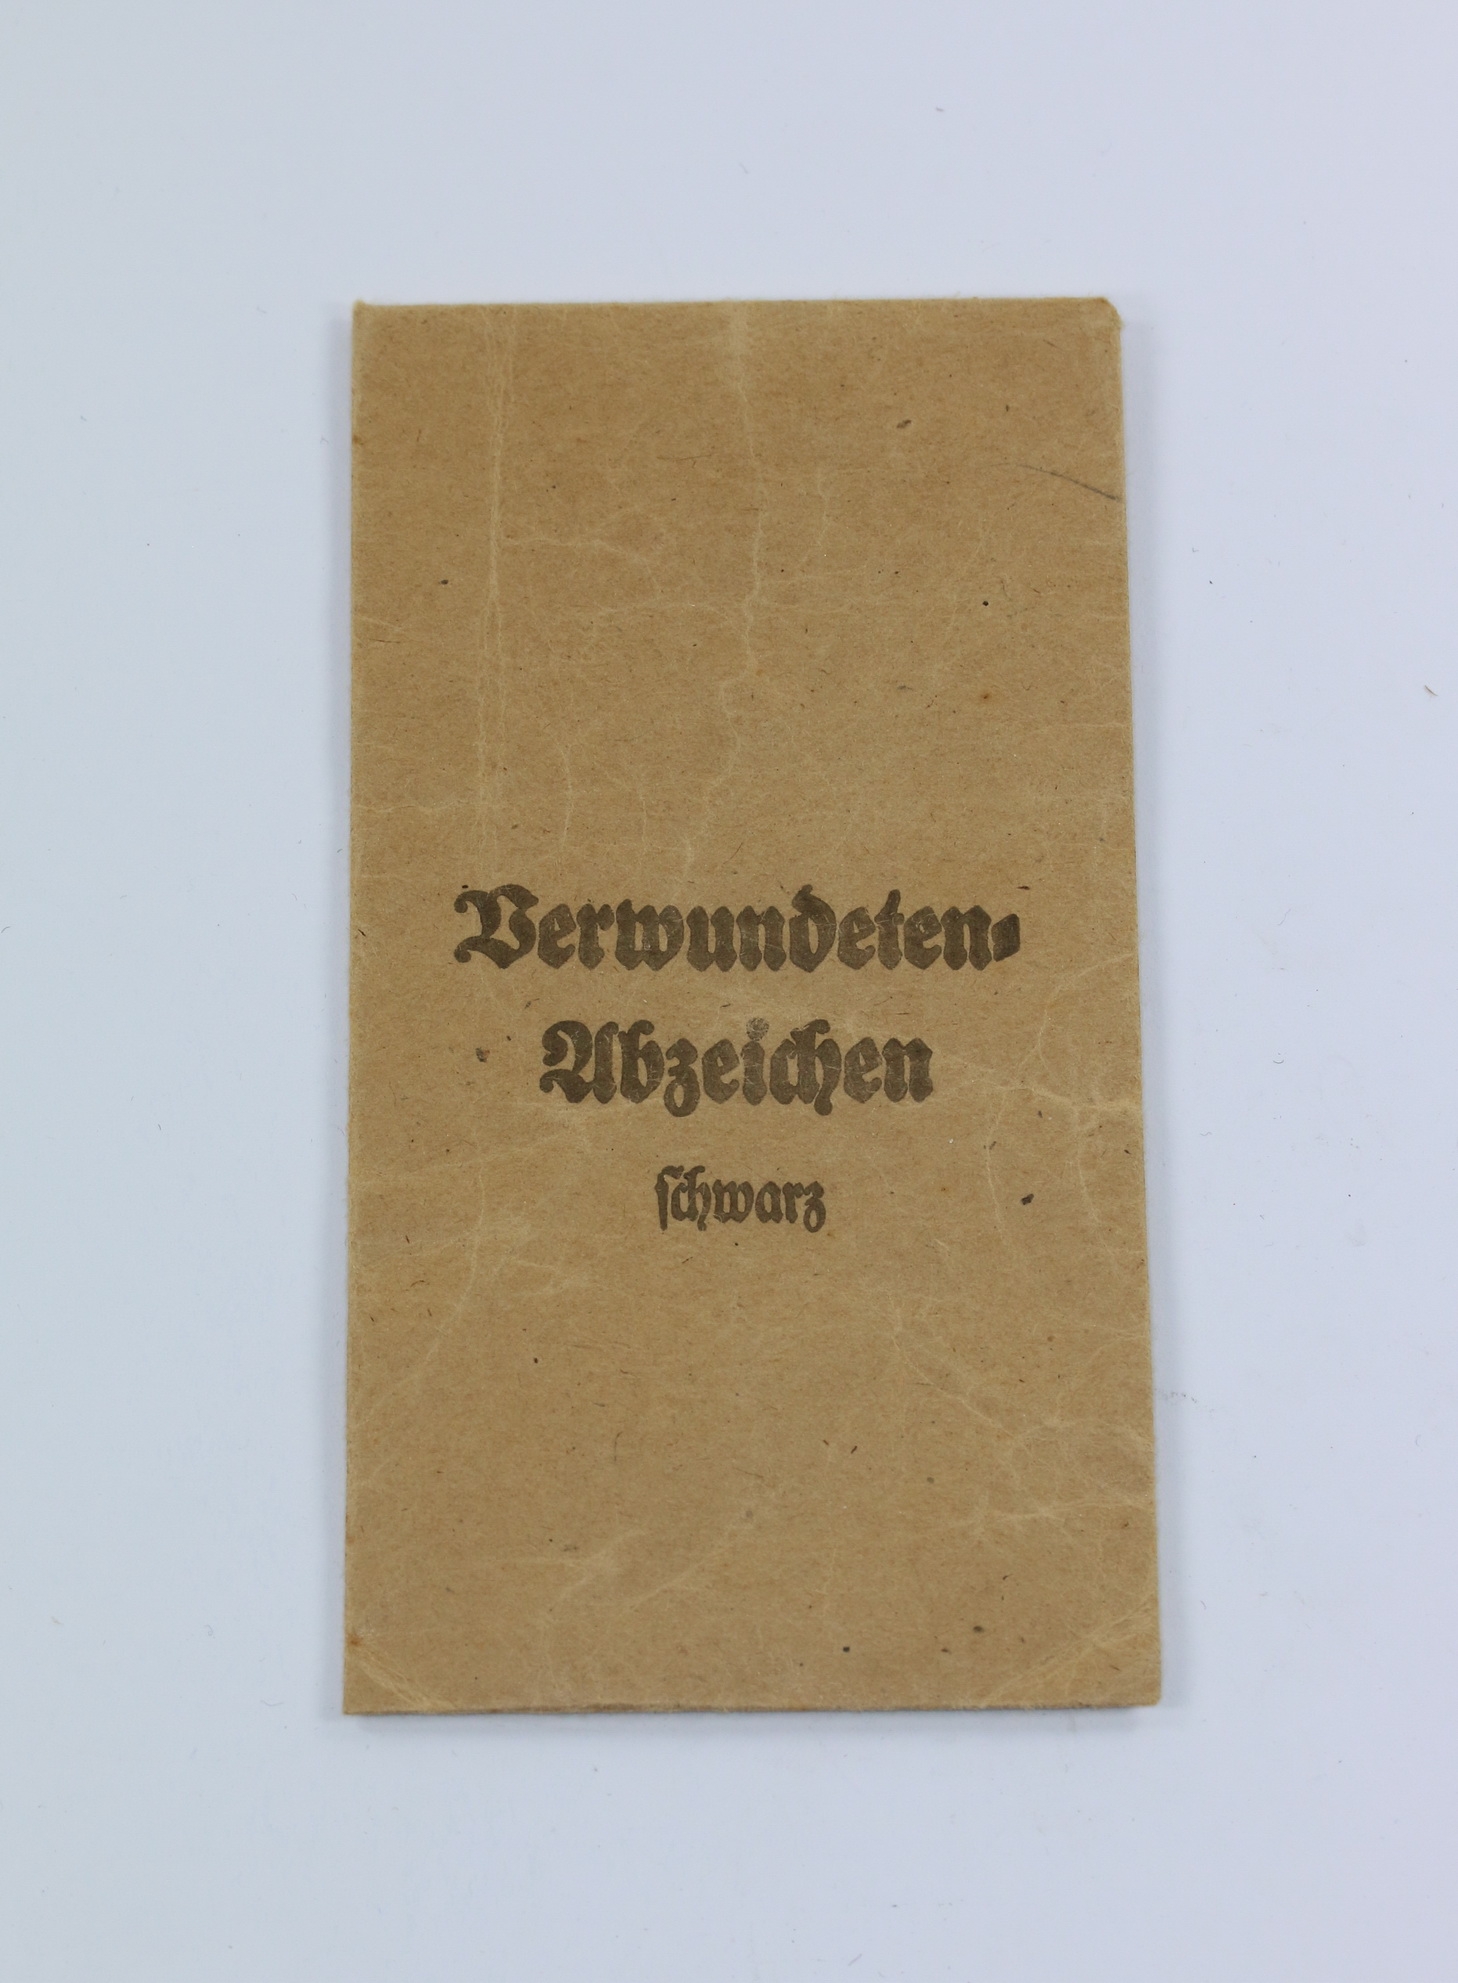 Verwundeten-
Abzeichen
schwarz